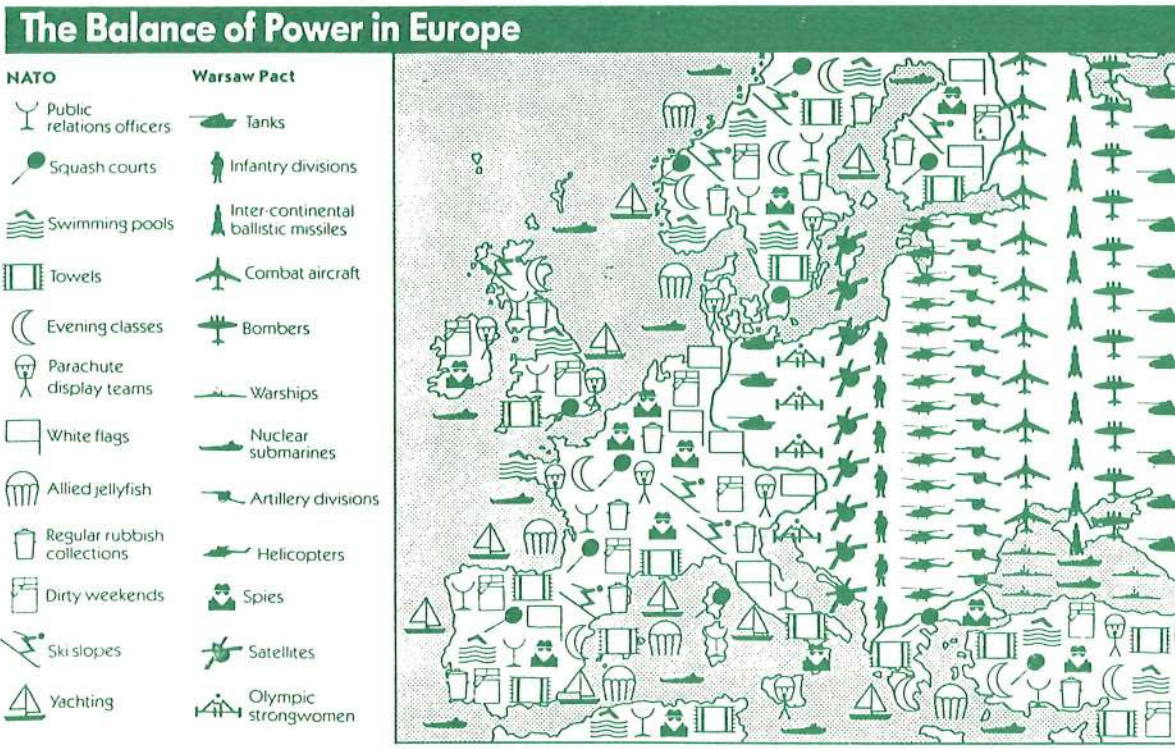 The Balance of Power in Europe
NATO
Public
relations officers
Squash courts
Swimming pools
Towels
Evening classes
Parachute
display teams
White flags
Allied jellyfish
Regular rubbish
collections
Dirty weekends
Ski slopes
Yachting
Warsaw Pact
Tanks
Infantry divisions
Inter-continental
ballistic missiles
Combat aircraft
Bombers
Warships
Nuclear
submarines
Artillery divisions
Helicopters
Spies
Satellites
Olympic
strongwomen